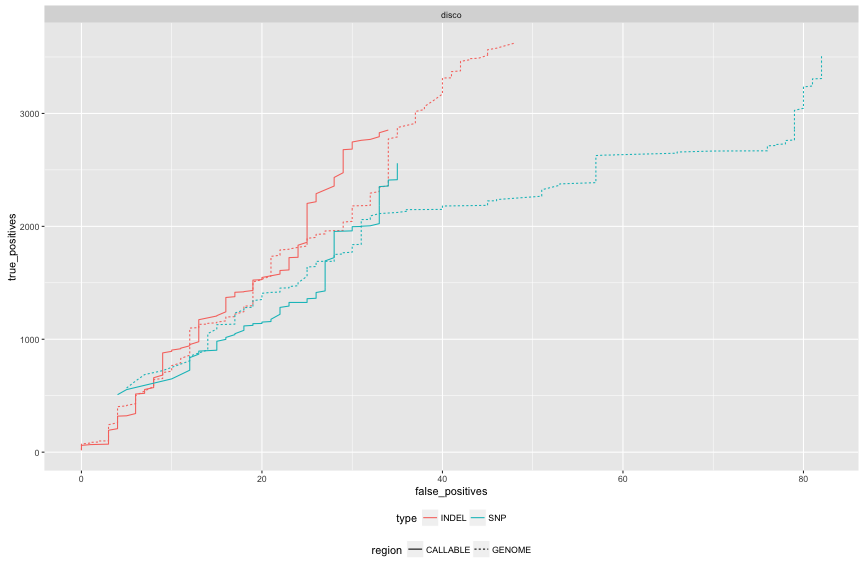 disco
true_positives
3000
2000
1000
0
0 20 40 60 80
false_positives
type INDEL SNP
region CALLABLE GENOME